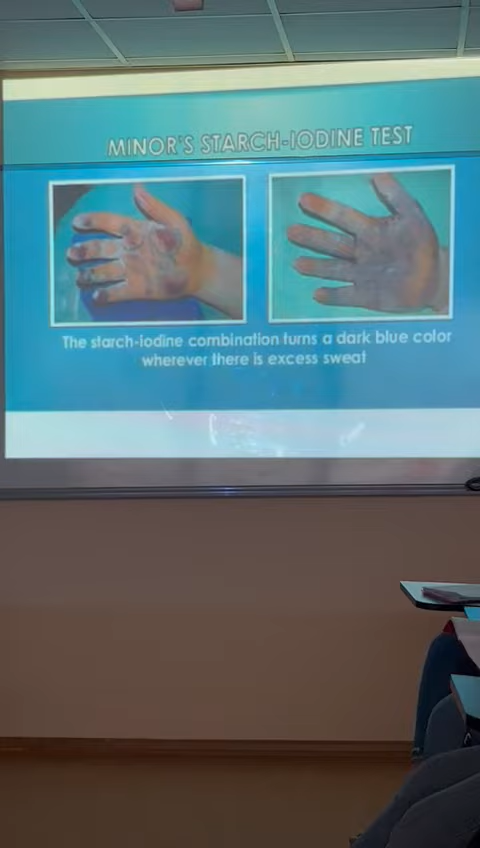 MINOR'S STARCH-IODINE TEST
The starch-iodine combination turns a dark blue color
wherever there is excess sweat